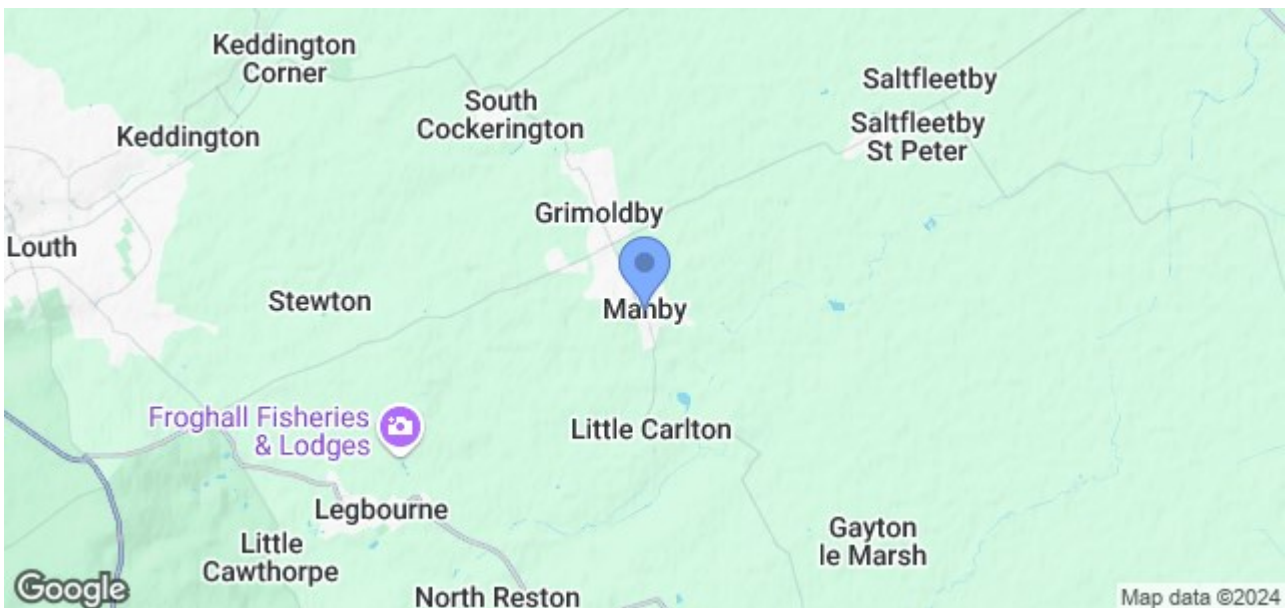 Keddington
Corner
Saltfleetby
South
Cockerington
Saltfleetby
St Peter
Keddington
Grimoldby
Louth
Stewton
Manby
Froghall Fisheries
& Lodges
Little Carlton
Legbourne
Gayton
le Marsh
Little
Cawthorpe
North Reston
Google
Map data ©2024